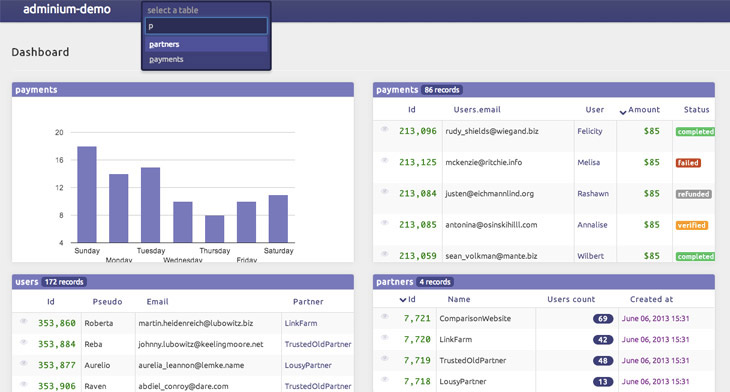 adminium-demo
select a table
p
partners
payments
Dashboard
payments
20
16
12
8
4
Sunday
Monday
Tuesday
Wednesday
Thursday
Friday
Saturday
payments 86 records
Id Users.email User Amount Status
213,096 rudy_shields@wiegand.biz Felicity $85 completed
213,125 mckenzie@ritchie.info Melisa $85 failed
213,084 justen@eichmannlind.org Rashawn $85 refunded
213,085 antonina@osinskihilll.com Annalise $85 verified
213,059 sean_volkman@mante.biz Wilbert $85 completed
users 172 records
Id Pseudo Email Partner
353,860 Roberta martin.heidenreich@lubowitz.biz LinkFarm
353,884 Reba johnny.lubowitz@keelingmoore.net TrustedOldPartner
353,877 Aurelio aurelia_leannon@lemke.name LousyPartner
353,906 Raven abdiel_conroy@dare.com TrustedOldPartner
partners 4 records
Id Name Users count Created at
7,721 ComparisonWebsite 69 June 06, 2013 15:31
7,720 LinkFarm 42 June 06, 2013 15:31
7,719 TrustedOldPartner 48 June 06, 2013 15:31
7,718 LousyPartner 13 June 06, 2013 15:31